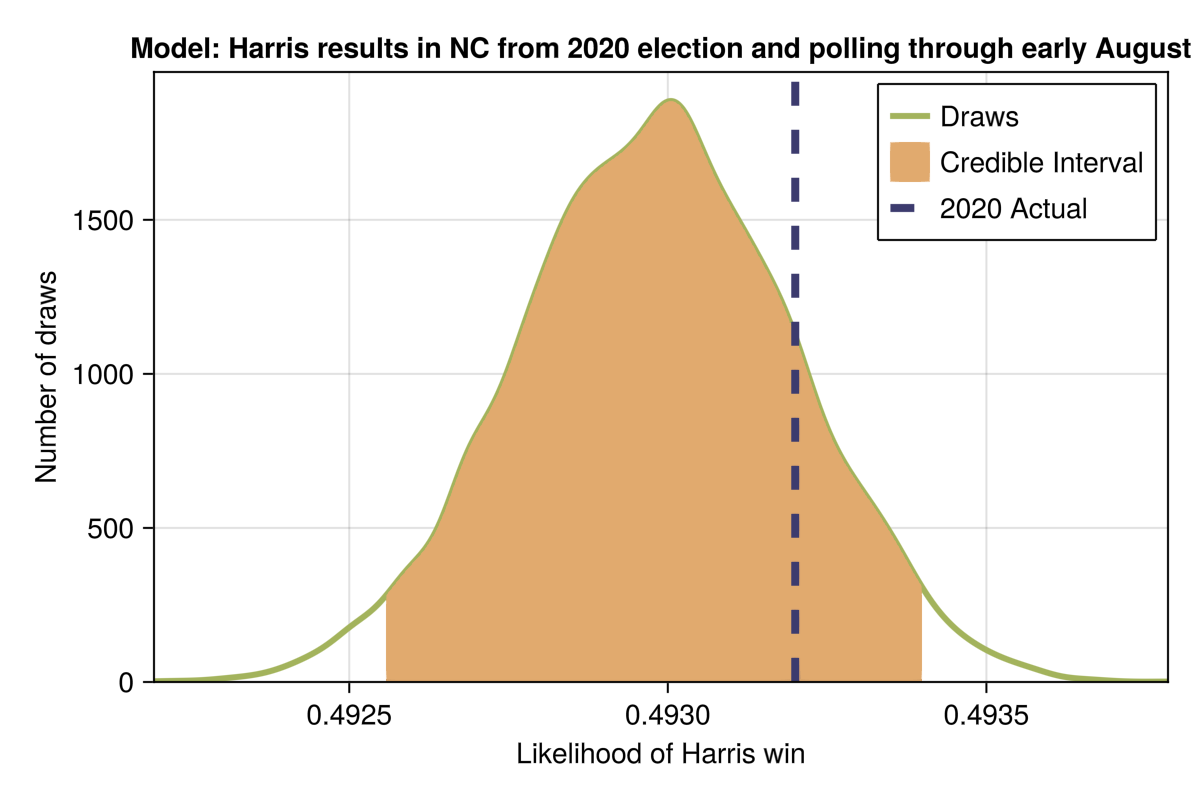 Model: Harris results in NC from 2020 election and polling through early August
Draws
Credible Interval
2020 Actual
Number of draws
1500
1000
500
0
0.4925 0.4930 0.4935
Likelihood of Harris win